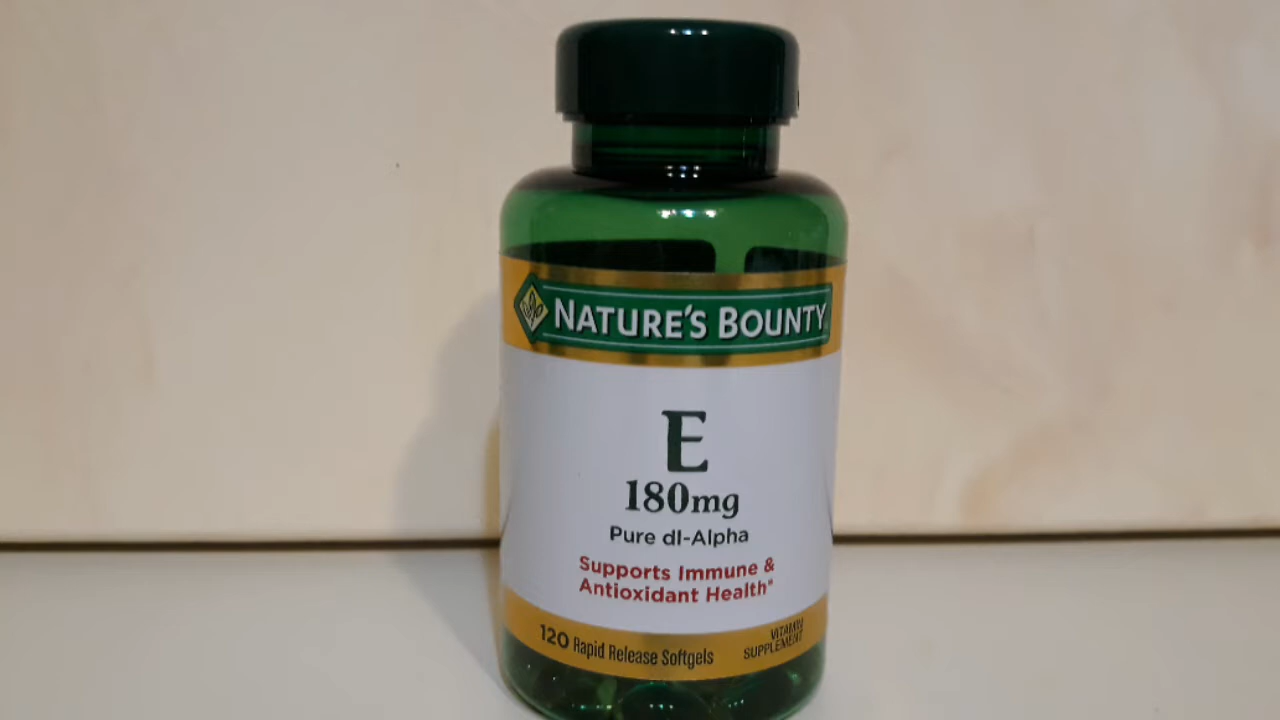 NATURE'S BOUNTY
E
180mg
Pure dl-Alpha
Supports Immune &
Antioxidant Health*
120 Rapid Release Softgels
VITAMIN
SUPPLEMENT